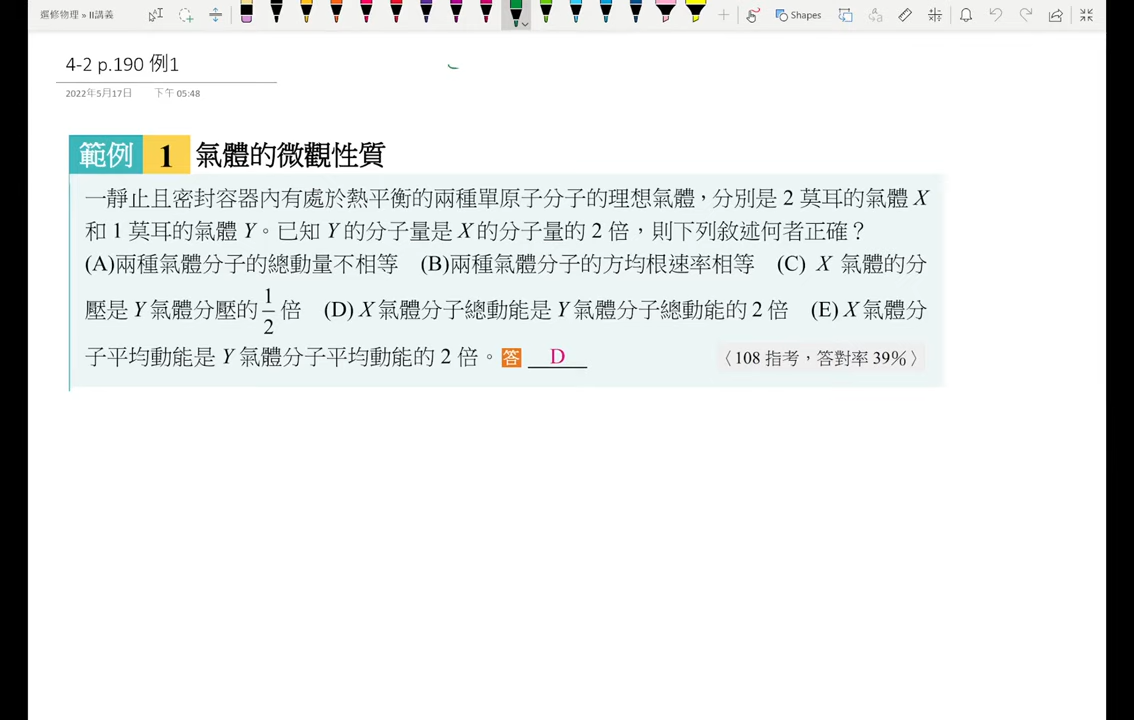 選修物理 » II講義
Shapes
4-2 p.190 例1
2022年5月17日 下午 05:48
範例 1 氣體的微觀性質
一靜止且密封容器內有處於熱平衡的兩種單原子分子的理想氣體，分別是 2 莫耳的氣體 X
和 1 莫耳的氣體 Y。已知 Y 的分子量是 X 的分子量的 2 倍，則下列敘述何者正確？
(A)兩種氣體分子的總動量不相等 (B)兩種氣體分子的方均根速率相等 (C) X 氣體的分
壓是 Y 氣體分壓的 1/2 倍 (D) X 氣體分子總動能是 Y 氣體分子總動能的 2 倍 (E) X 氣體分
子平均動能是 Y 氣體分子平均動能的 2 倍。答 D 〈108 指考，答對率 39%〉